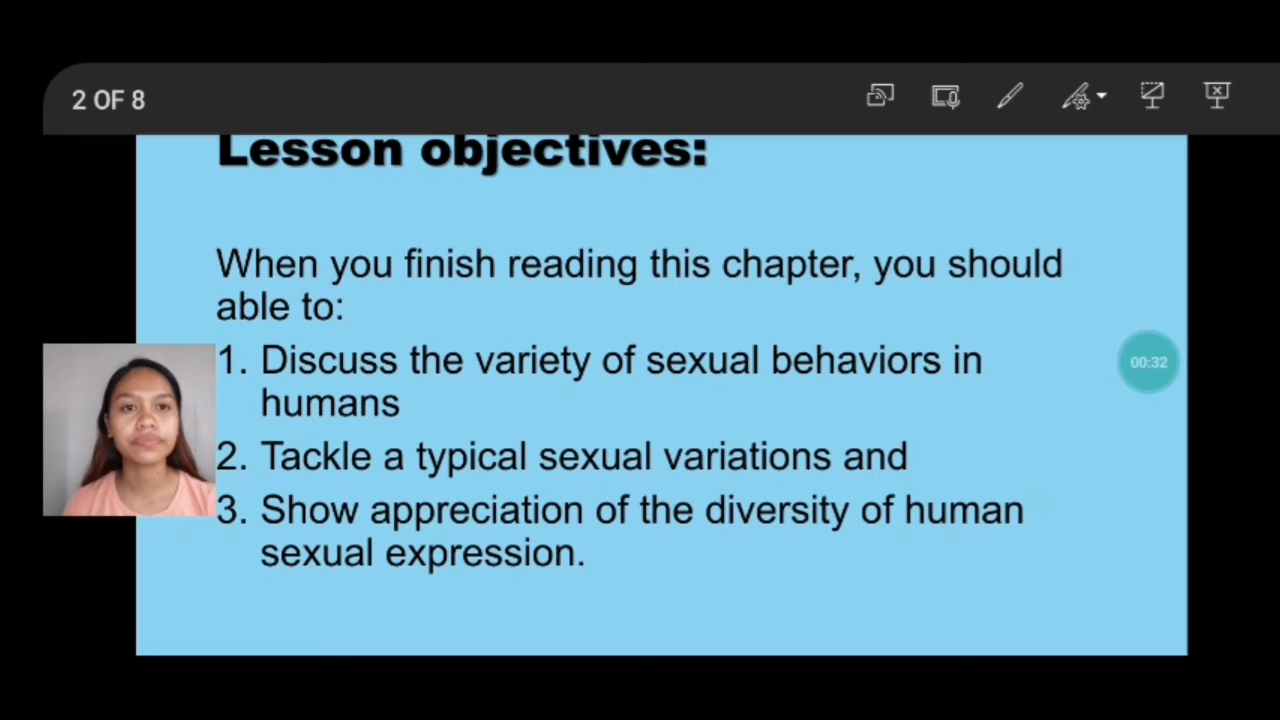 2 OF 8
Lesson objectives:
When you finish reading this chapter, you should
able to:
1. Discuss the variety of sexual behaviors in
humans
00:32
2. Tackle a typical sexual variations and
3. Show appreciation of the diversity of human
sexual expression.